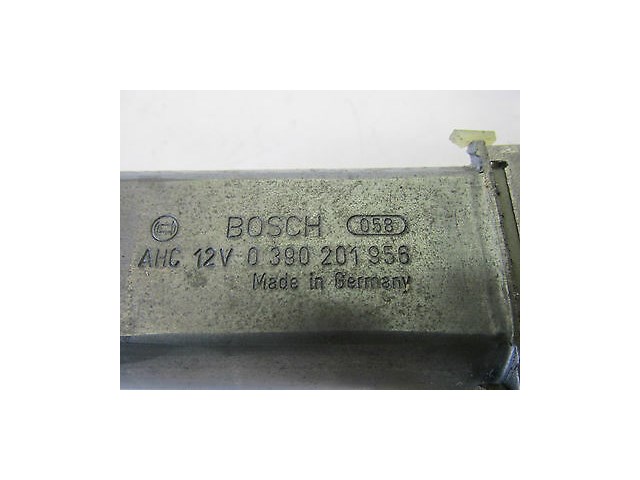 BOSCH 058
AHC 12V 0 390 201 956
Made in Germany